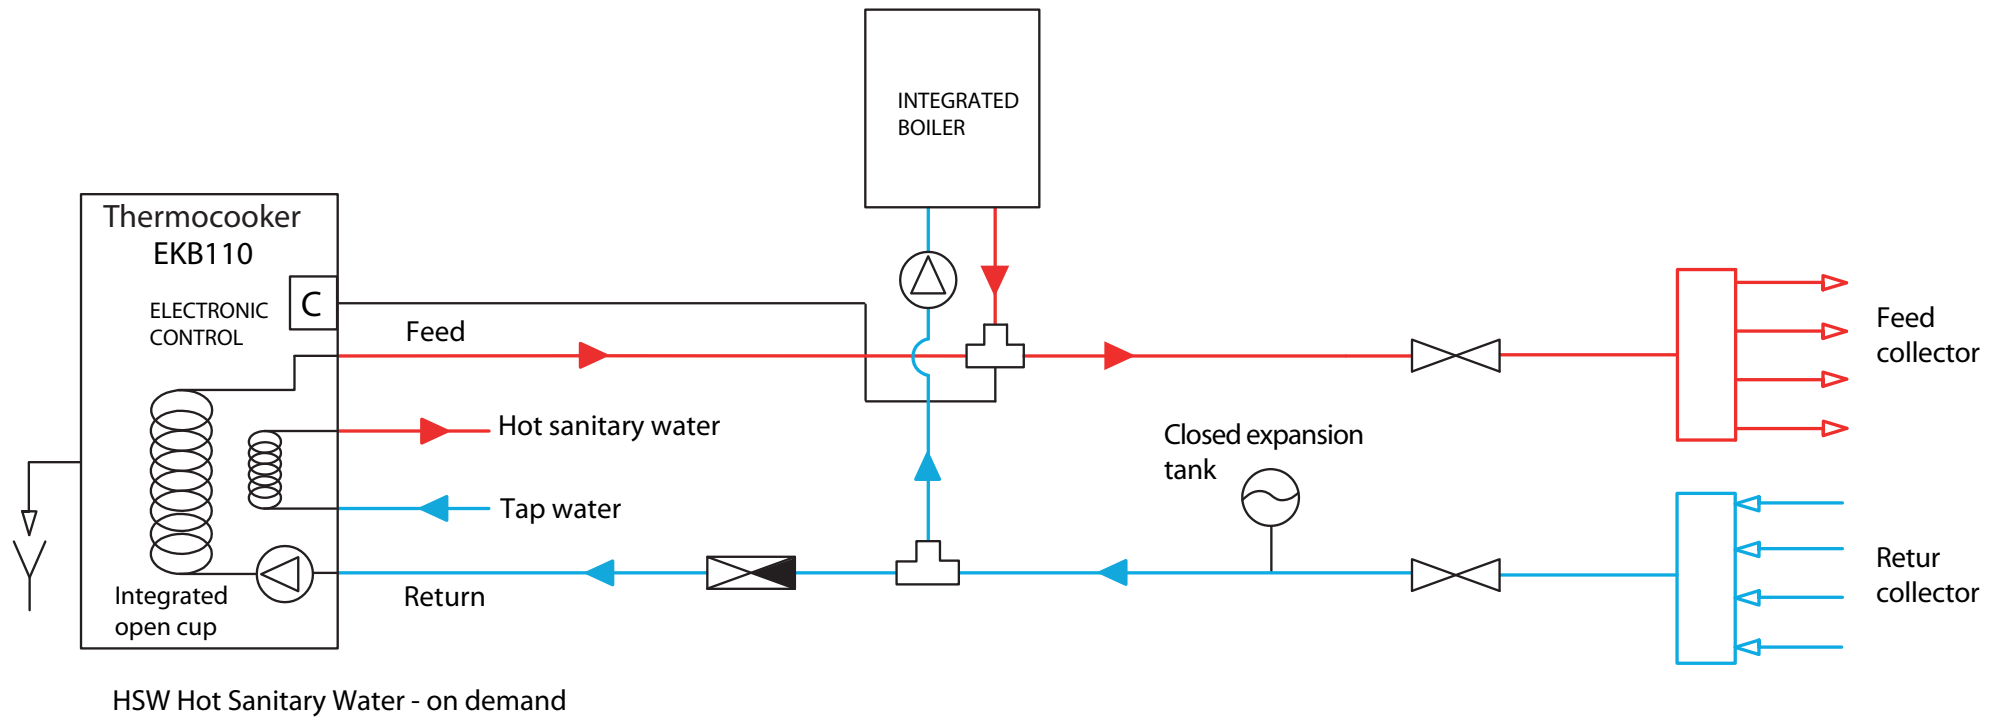 INTEGRATED
BOILER
Thermocooker
EKB110
C
ELECTRONIC
CONTROL
Feed
Feed
collector
Hot sanitary water
Closed expansion
tank
Tap water
Retur
collector
Return
Integrated
open cup
HSW Hot Sanitary Water - on demand